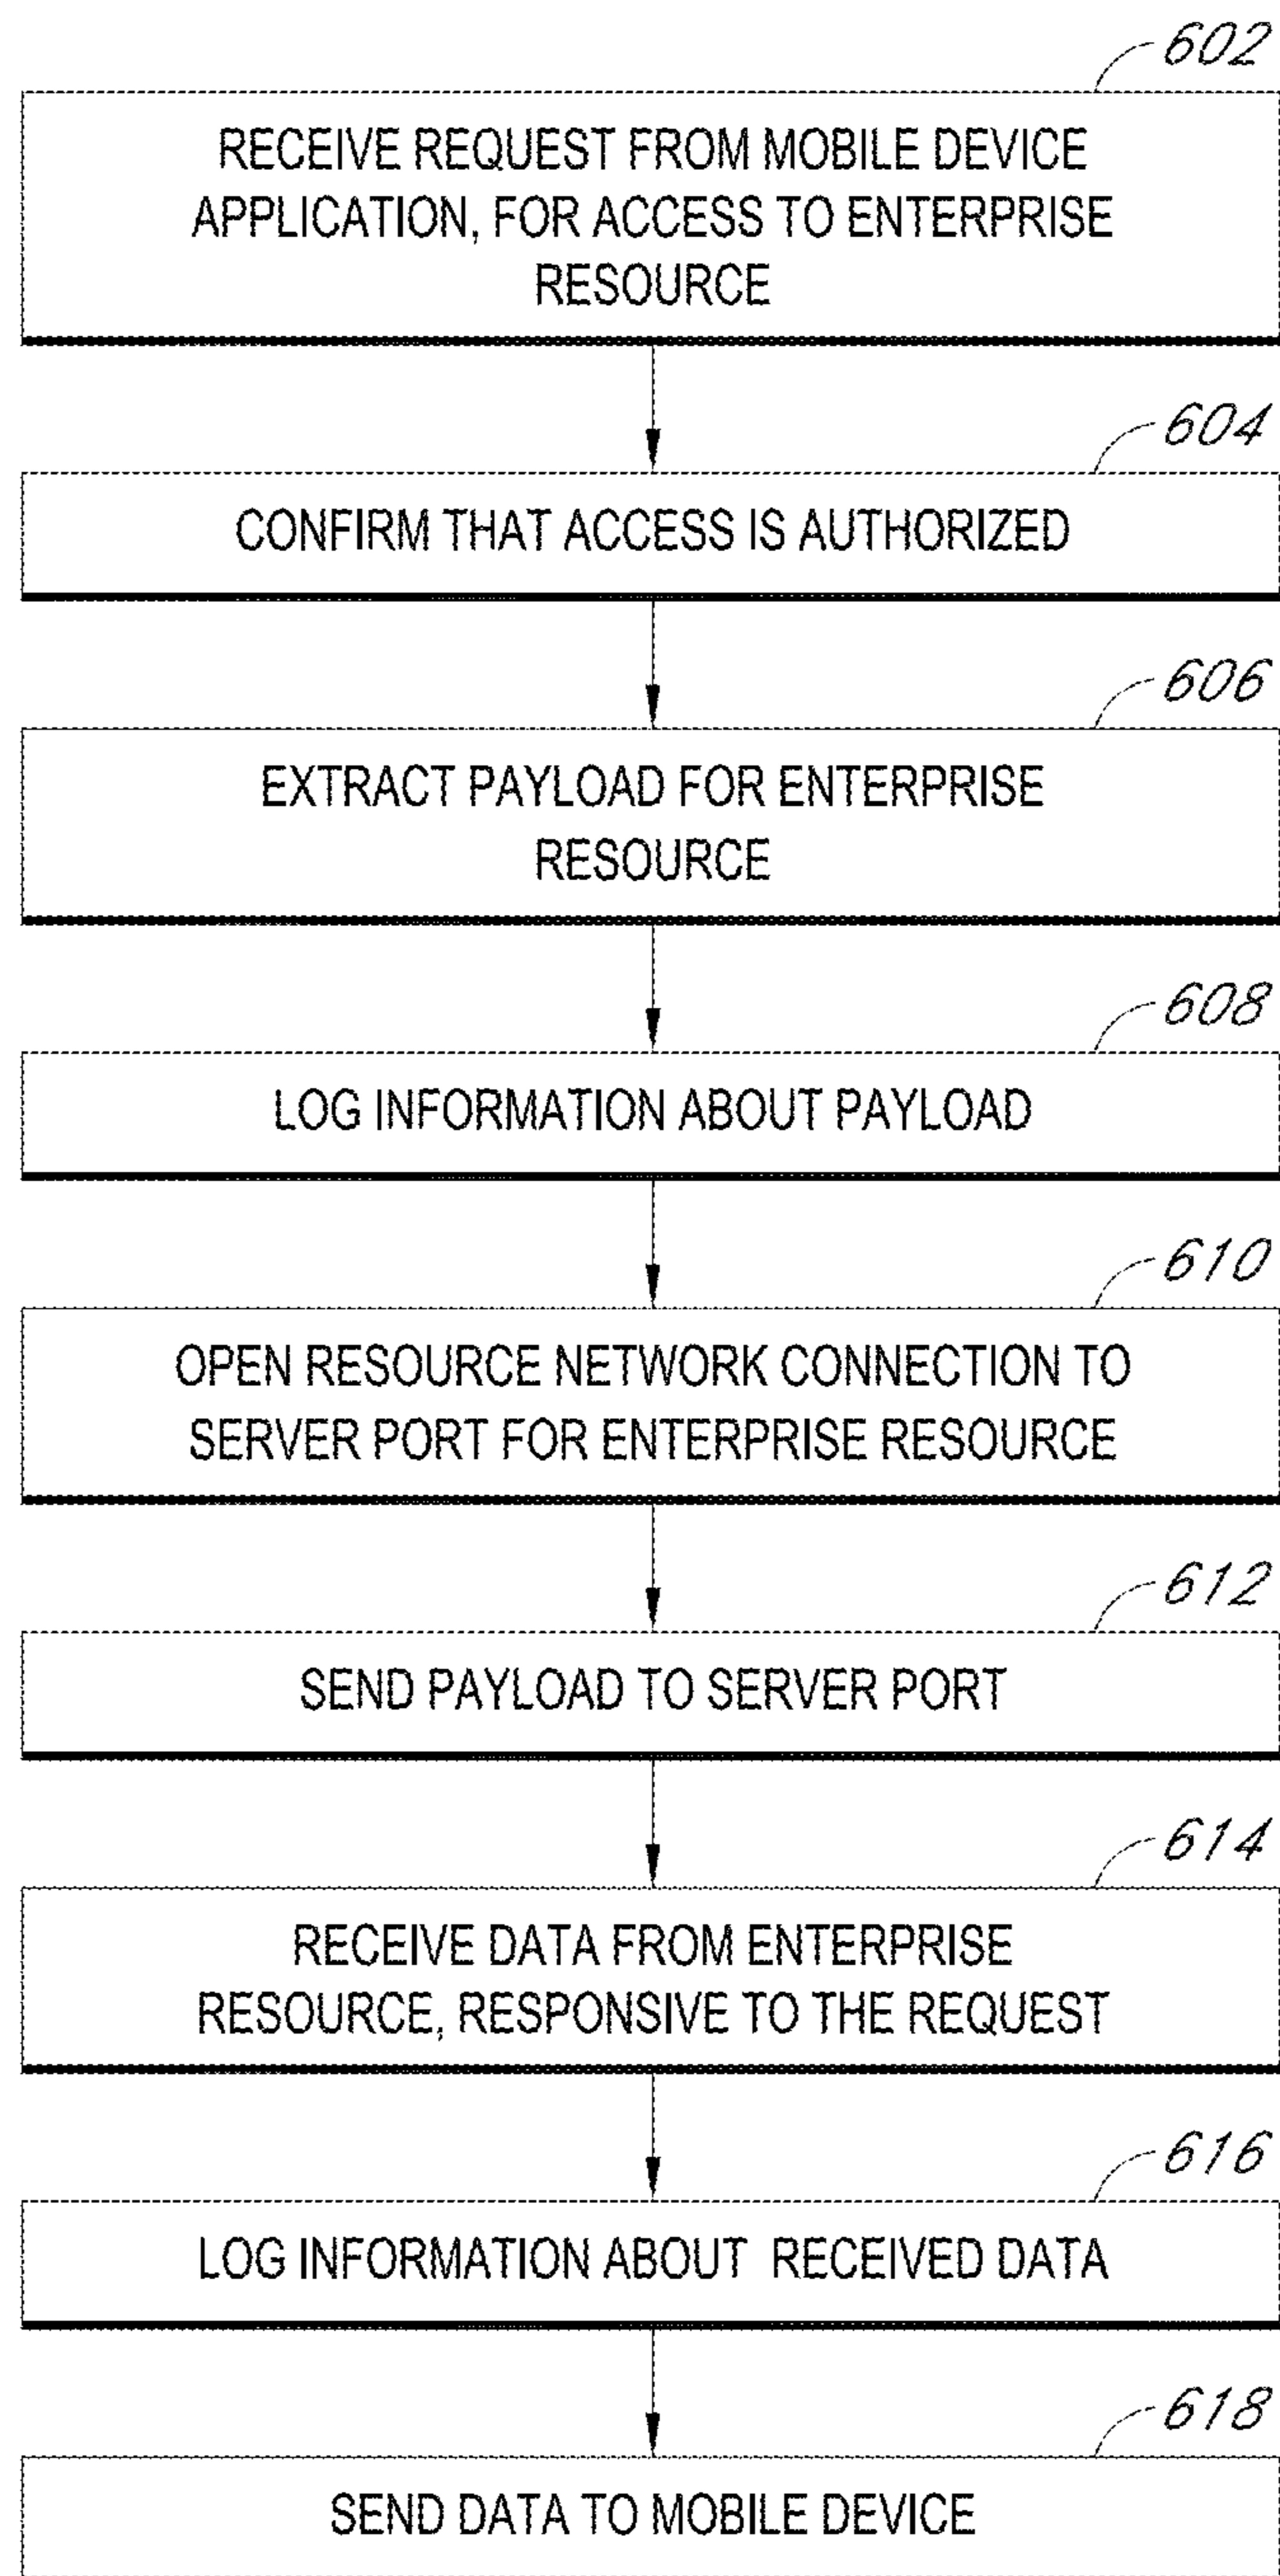 602
RECEIVE REQUEST FROM MOBILE DEVICE
APPLICATION, FOR ACCESS TO ENTERPRISE
RESOURCE
604
CONFIRM THAT ACCESS IS AUTHORIZED
606
EXTRACT PAYLOAD FOR ENTERPRISE
RESOURCE
608
LOG INFORMATION ABOUT PAYLOAD
610
OPEN RESOURCE NETWORK CONNECTION TO
SERVER PORT FOR ENTERPRISE RESOURCE
612
SEND PAYLOAD TO SERVER PORT
614
RECEIVE DATA FROM ENTERPRISE
RESOURCE, RESPONSIVE TO THE REQUEST
616
LOG INFORMATION ABOUT RECEIVED DATA
618
SEND DATA TO MOBILE DEVICE